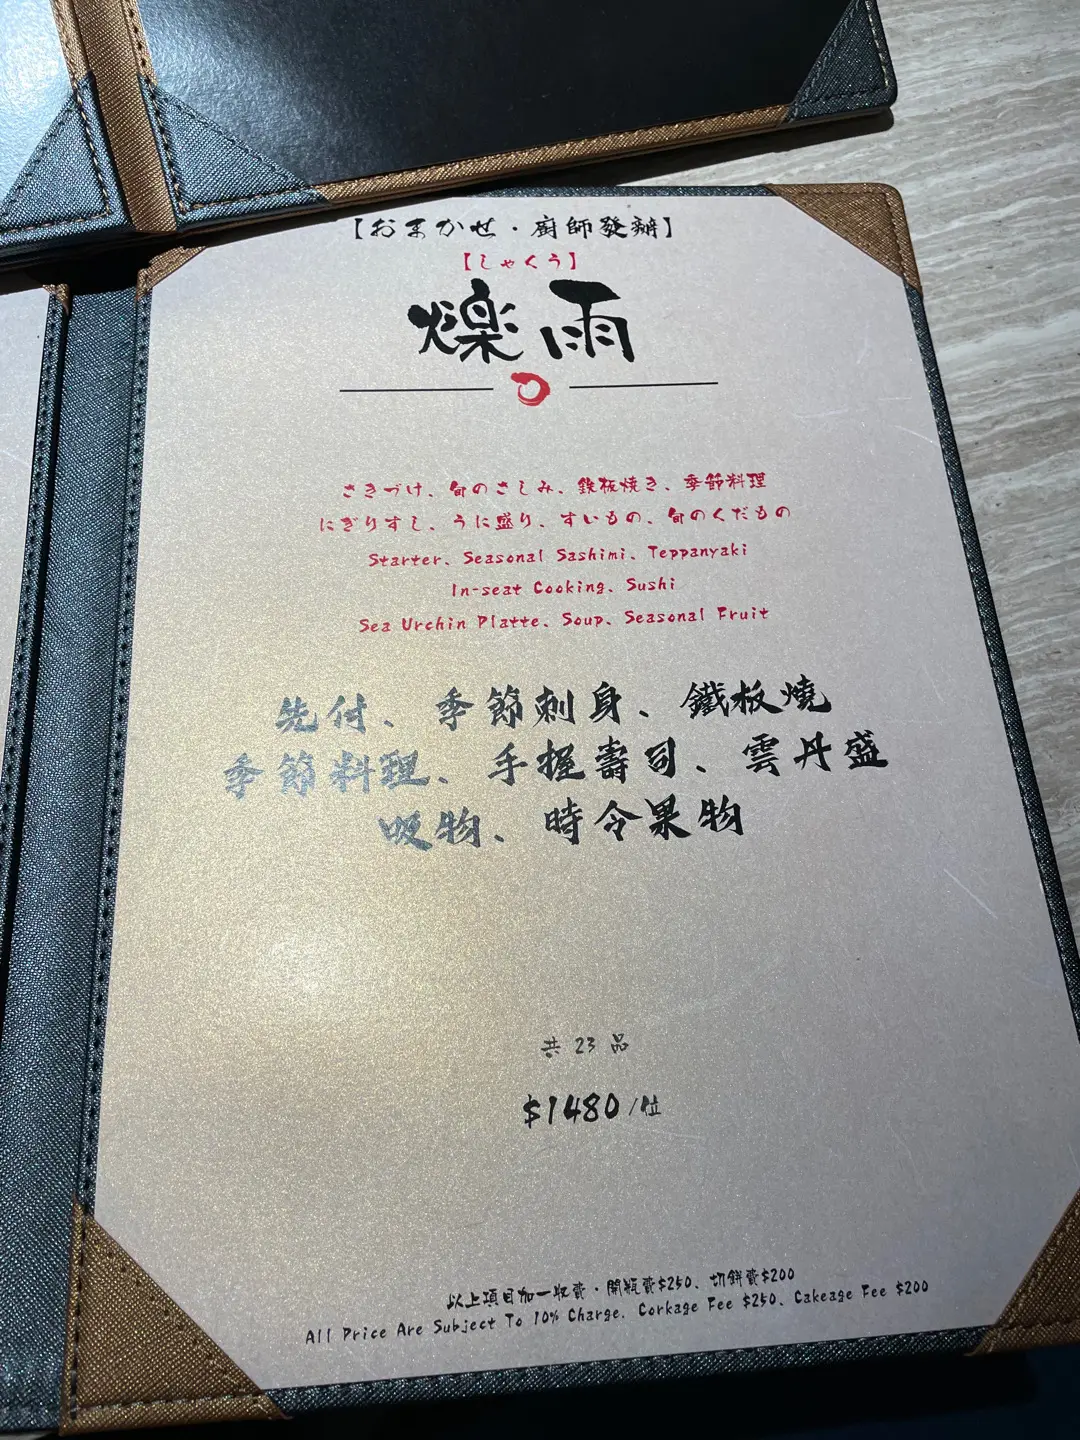 【おまかせ・廚師發辦】
【しゃくう】
爍雨
さきづけ、旬のさしみ、鉄板焼き、季節料理
にぎりすし、うに盛り、すいもの、旬のくだもの
Starter、Seasonal Sashimi、Teppanyaki
In-seat Cooking、Sushi
Sea Urchin Platte、Soup、Seasonal Fruit
先付、季節刺身、鐵板燒
季節料理、手握壽司、雲丹盛
吸物、時令果物
共 23 品
$1480/位
以上項目加一收費・開瓶費$250、切餅費$200
All Price Are Subject To 10% Charge. Corkage Fee $250、Cakeage Fee $200